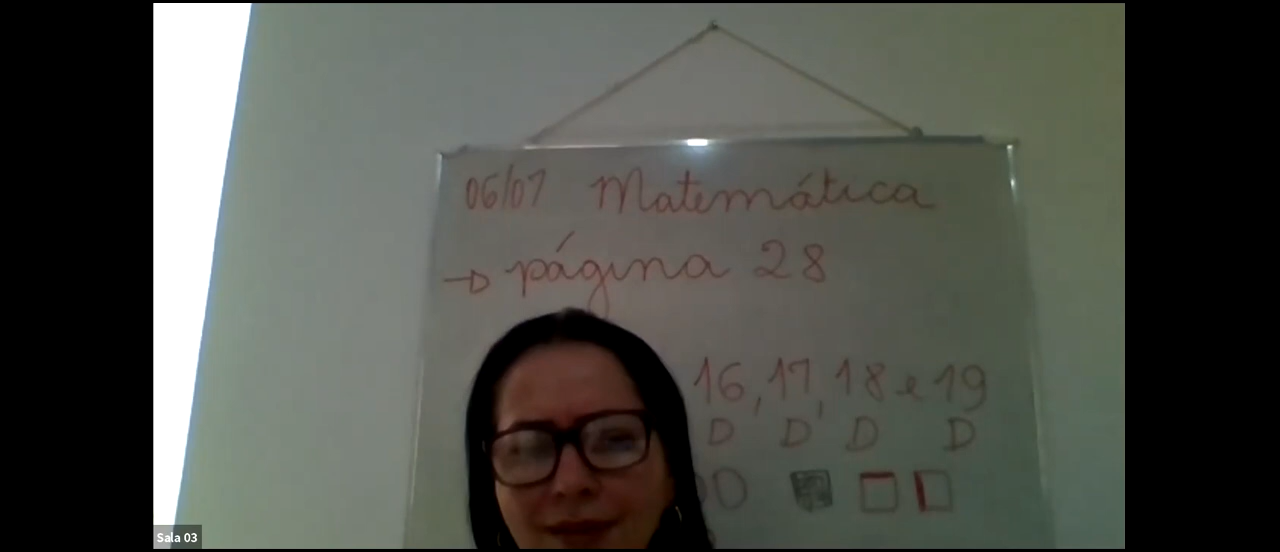 06/07 Matemática
→ página 28
16, 17, 18 e 19
D D D D
Sala 03